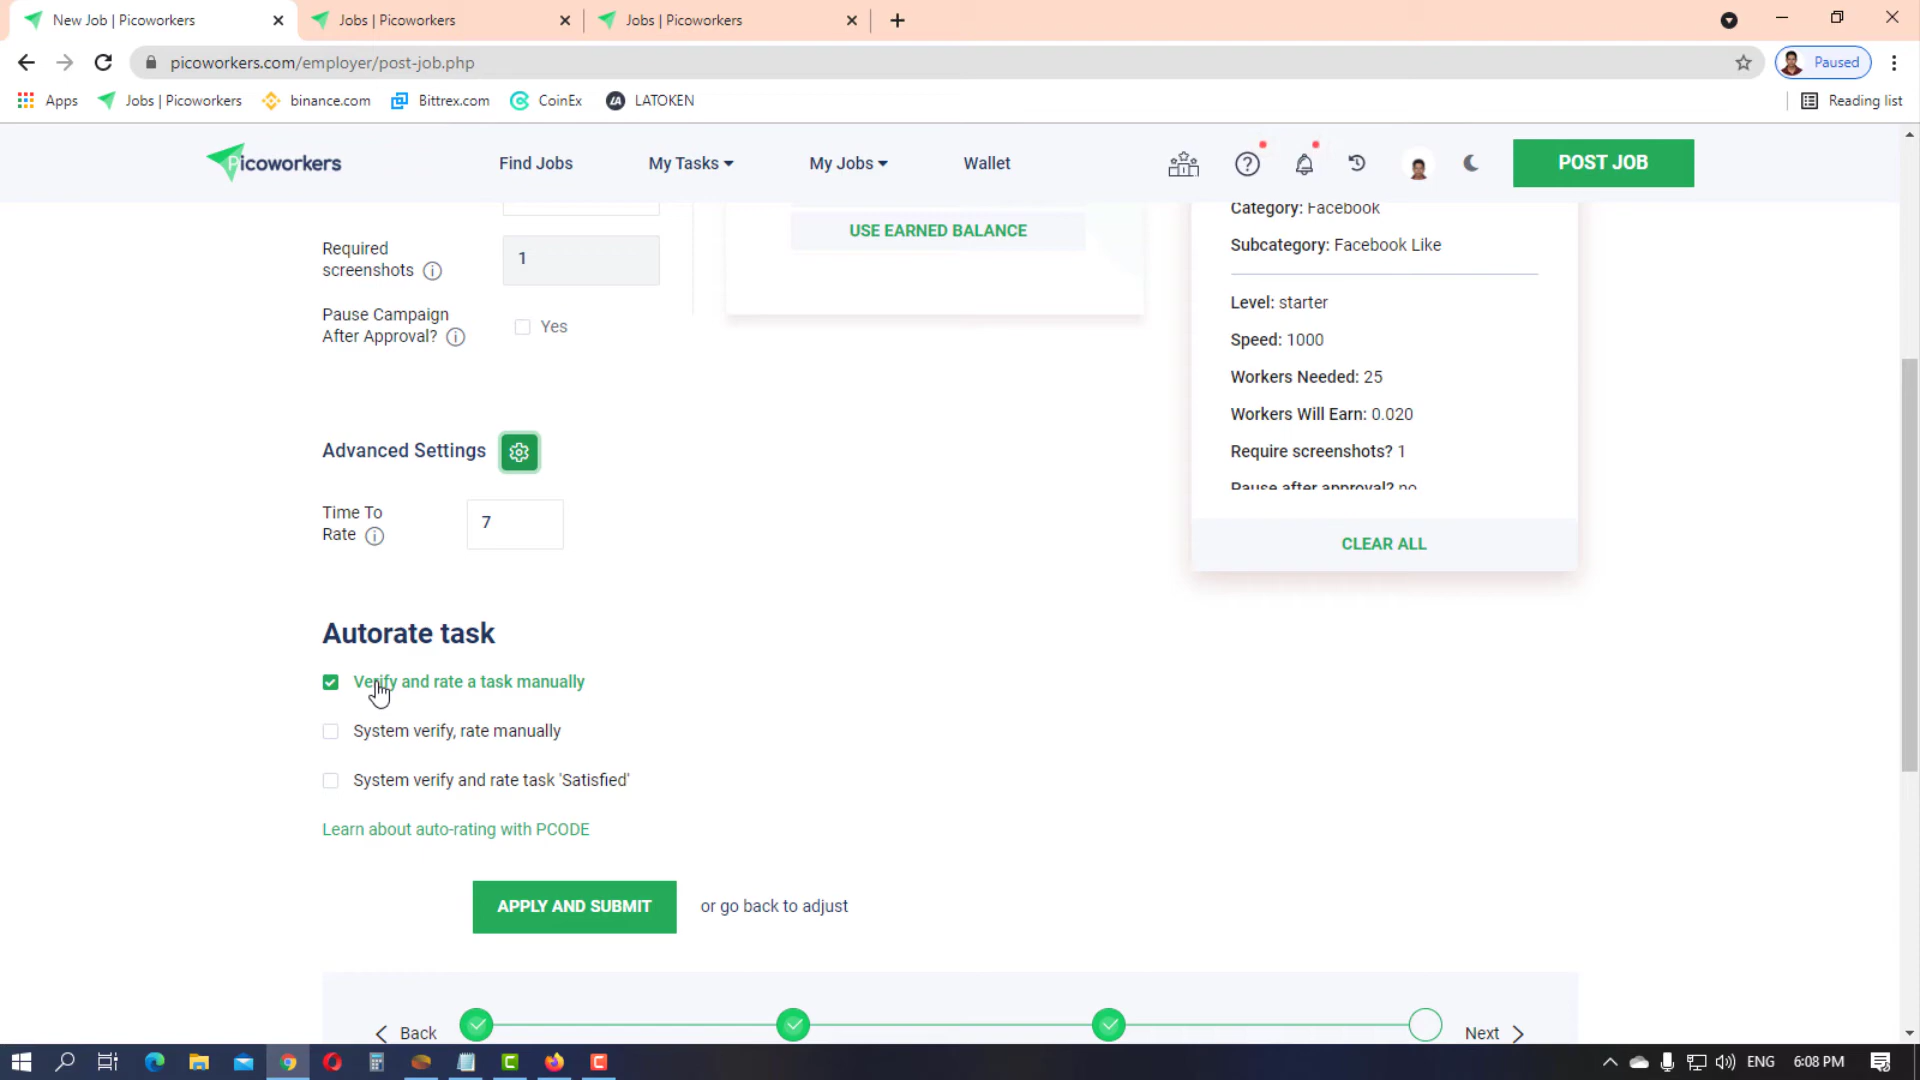 New Job | Picoworkers
Jobs | Picoworkers
Jobs | Picoworkers
picoworkers.com/employer/post-job.php
Paused
Apps
Jobs | Picoworkers
binance.com
Bittrex.com
CoinEx
LATOKEN
Reading list
Picoworkers
Find Jobs
My Tasks
My Jobs
Wallet
POST JOB
Category: Facebook
USE EARNED BALANCE
Subcategory: Facebook Like
Required
screenshots
1
Level: starter
Pause Campaign
After Approval?
Yes
Speed: 1000
Workers Needed: 25
Workers Will Earn: 0.020
Advanced Settings
Require screenshots? 1
Pause after approval? no
Time To
Rate
7
CLEAR ALL
Autorate task
Verify and rate a task manually
System verify, rate manually
System verify and rate task 'Satisfied'
Learn about auto-rating with PCODE
APPLY AND SUBMIT
or go back to adjust
Back
Next
ENG
6:08 PM